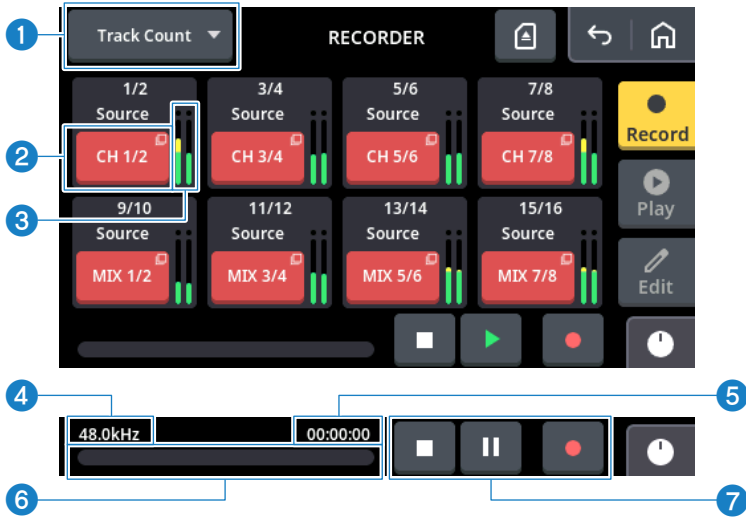 1
Track Count
RECORDER
1/2
3/4
5/6
7/8
Source
Source
Source
Source
Record
2
CH 1/2
CH 3/4
CH 5/6
CH 7/8
3
9/10
11/12
13/14
15/16
Play
Source
Source
Source
Source
MIX 1/2
MIX 3/4
MIX 5/6
MIX 7/8
Edit
4
5
48.0kHz
00:00:00
6
7